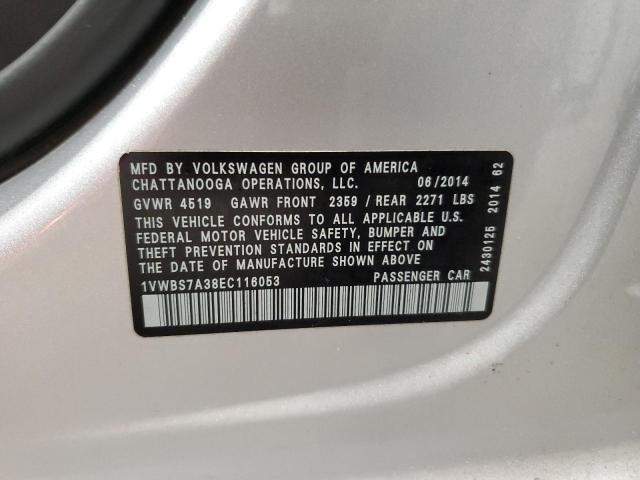 MFD BY VOLKSWAGEN GROUP OF AMERICA
CHATTANOOGA OPERATIONS, LLC. 06/2014
GVWR 4519 GAWR FRONT 2359 / REAR 2271 LBS
THIS VEHICLE CONFORMS TO ALL APPLICABLE U.S.
FEDERAL MOTOR VEHICLE SAFETY, BUMPER AND
THEFT PREVENTION STANDARDS IN EFFECT ON
THE DATE OF MANUFACTURE SHOWN ABOVE
1VWBS7A38EC116053 PASSENGER CAR
2430125 2014 62